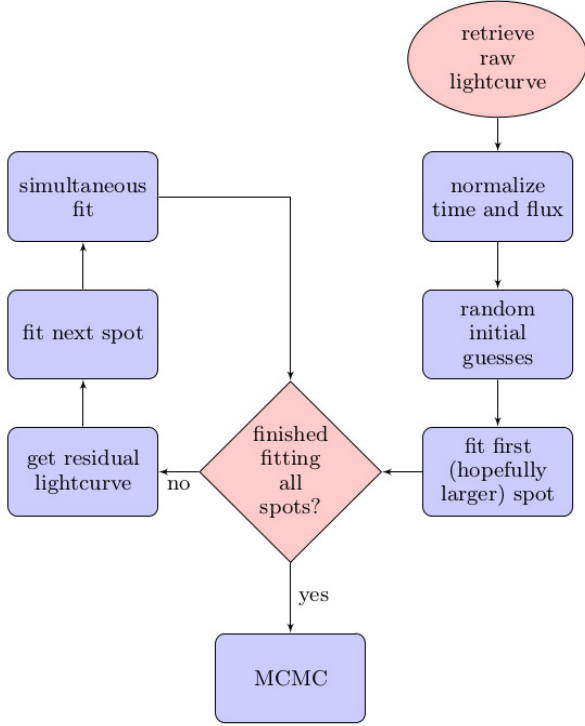 retrieve
raw
lightcurve
normalize
time and flux
random
initial
guesses
fit first
(hopefully
larger) spot
finished
fitting
all
spots?
no
get residual
lightcurve
fit next spot
simultaneous
fit
yes
MCMC